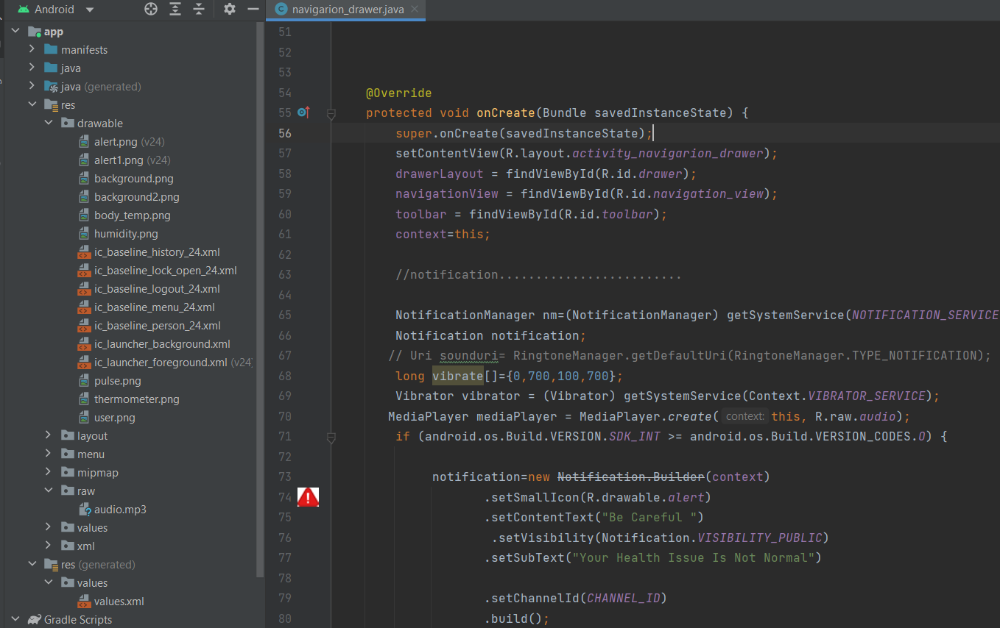 Android
navigarion_drawer.java
app
manifests
java
java (generated)
res
drawable
alert.png (v24)
alert1.png (v24)
background.png
background2.png
body_temp.png
humidity.png
ic_baseline_history_24.xml
ic_baseline_lock_open_24.xml
ic_baseline_logout_24.xml
ic_baseline_menu_24.xml
ic_baseline_person_24.xml
ic_launcher_background.xml
ic_launcher_foreground.xml (v24)
pulse.png
thermometer.png
user.png
layout
menu
mipmap
raw
audio.mp3
values
xml
res (generated)
values
values.xml
Gradle Scripts
51
52
53
54 @Override
55 protected void onCreate(Bundle savedInstanceState) {
56 super.onCreate(savedInstanceState);
57 setContentView(R.layout.activity_navigarion_drawer);
58 drawerLayout = findViewById(R.id.drawer);
59 navigationView = findViewById(R.id.navigation_view);
60 toolbar = findViewById(R.id.toolbar);
61 context=this;
62
63 //notification.........................
64
65 NotificationManager nm=(NotificationManager) getSystemService(NOTIFICATION_SERVICE
66 Notification notification;
67 // Uri sounduri= RingtoneManager.getDefaultUri(RingtoneManager.TYPE_NOTIFICATION);
68 long vibrate[]={0,700,100,700};
69 Vibrator vibrator = (Vibrator) getSystemService(Context.VIBRATOR_SERVICE);
70 MediaPlayer mediaPlayer = MediaPlayer.create( context: this, R.raw.audio);
71 if (android.os.Build.VERSION.SDK_INT >= android.os.Build.VERSION_CODES.O) {
72
73 notification=new Notification.Builder(context)
74 .setSmallIcon(R.drawable.alert)
75 .setContentText("Be Careful ")
76 .setVisibility(Notification.VISIBILITY_PUBLIC)
77 .setSubText("Your Health Issue Is Not Normal")
78
79 .setChannelId(CHANNEL_ID)
80 .build();